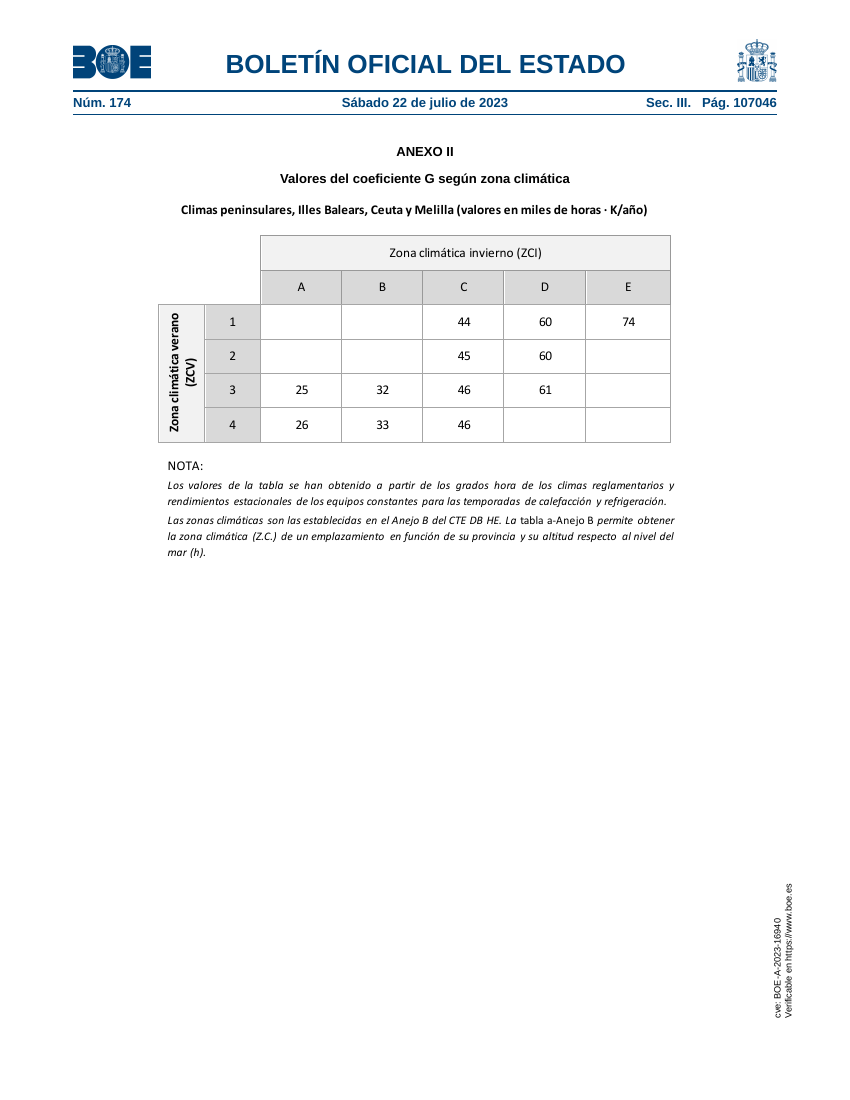 BOE
BOLETÍN OFICIAL DEL ESTADO
Núm. 174 Sábado 22 de julio de 2023 Sec. III. Pág. 107046
ANEXO II
Valores del coeficiente G según zona climática
Climas peninsulares, Illes Balears, Ceuta y Melilla (valores en miles de horas · K/año)
Zona climática invierno (ZCI)
A B C D E
Zona climática verano
(ZCV)
1 44 60 74
2 45 60
3 25 32 46 61
4 26 33 46
NOTA:
Los valores de la tabla se han obtenido a partir de los grados hora de los climas reglamentarios y
rendimientos estacionales de los equipos constantes para las temporadas de calefacción y refrigeración.
Las zonas climáticas son las establecidas en el Anejo B del CTE DB HE. La tabla a-Anejo B permite obtener
la zona climática (Z.C.) de un emplazamiento en función de su provincia y su altitud respecto al nivel del
mar (h).
cve: BOE-A-2023-16940
Verificable en https://www.boe.es